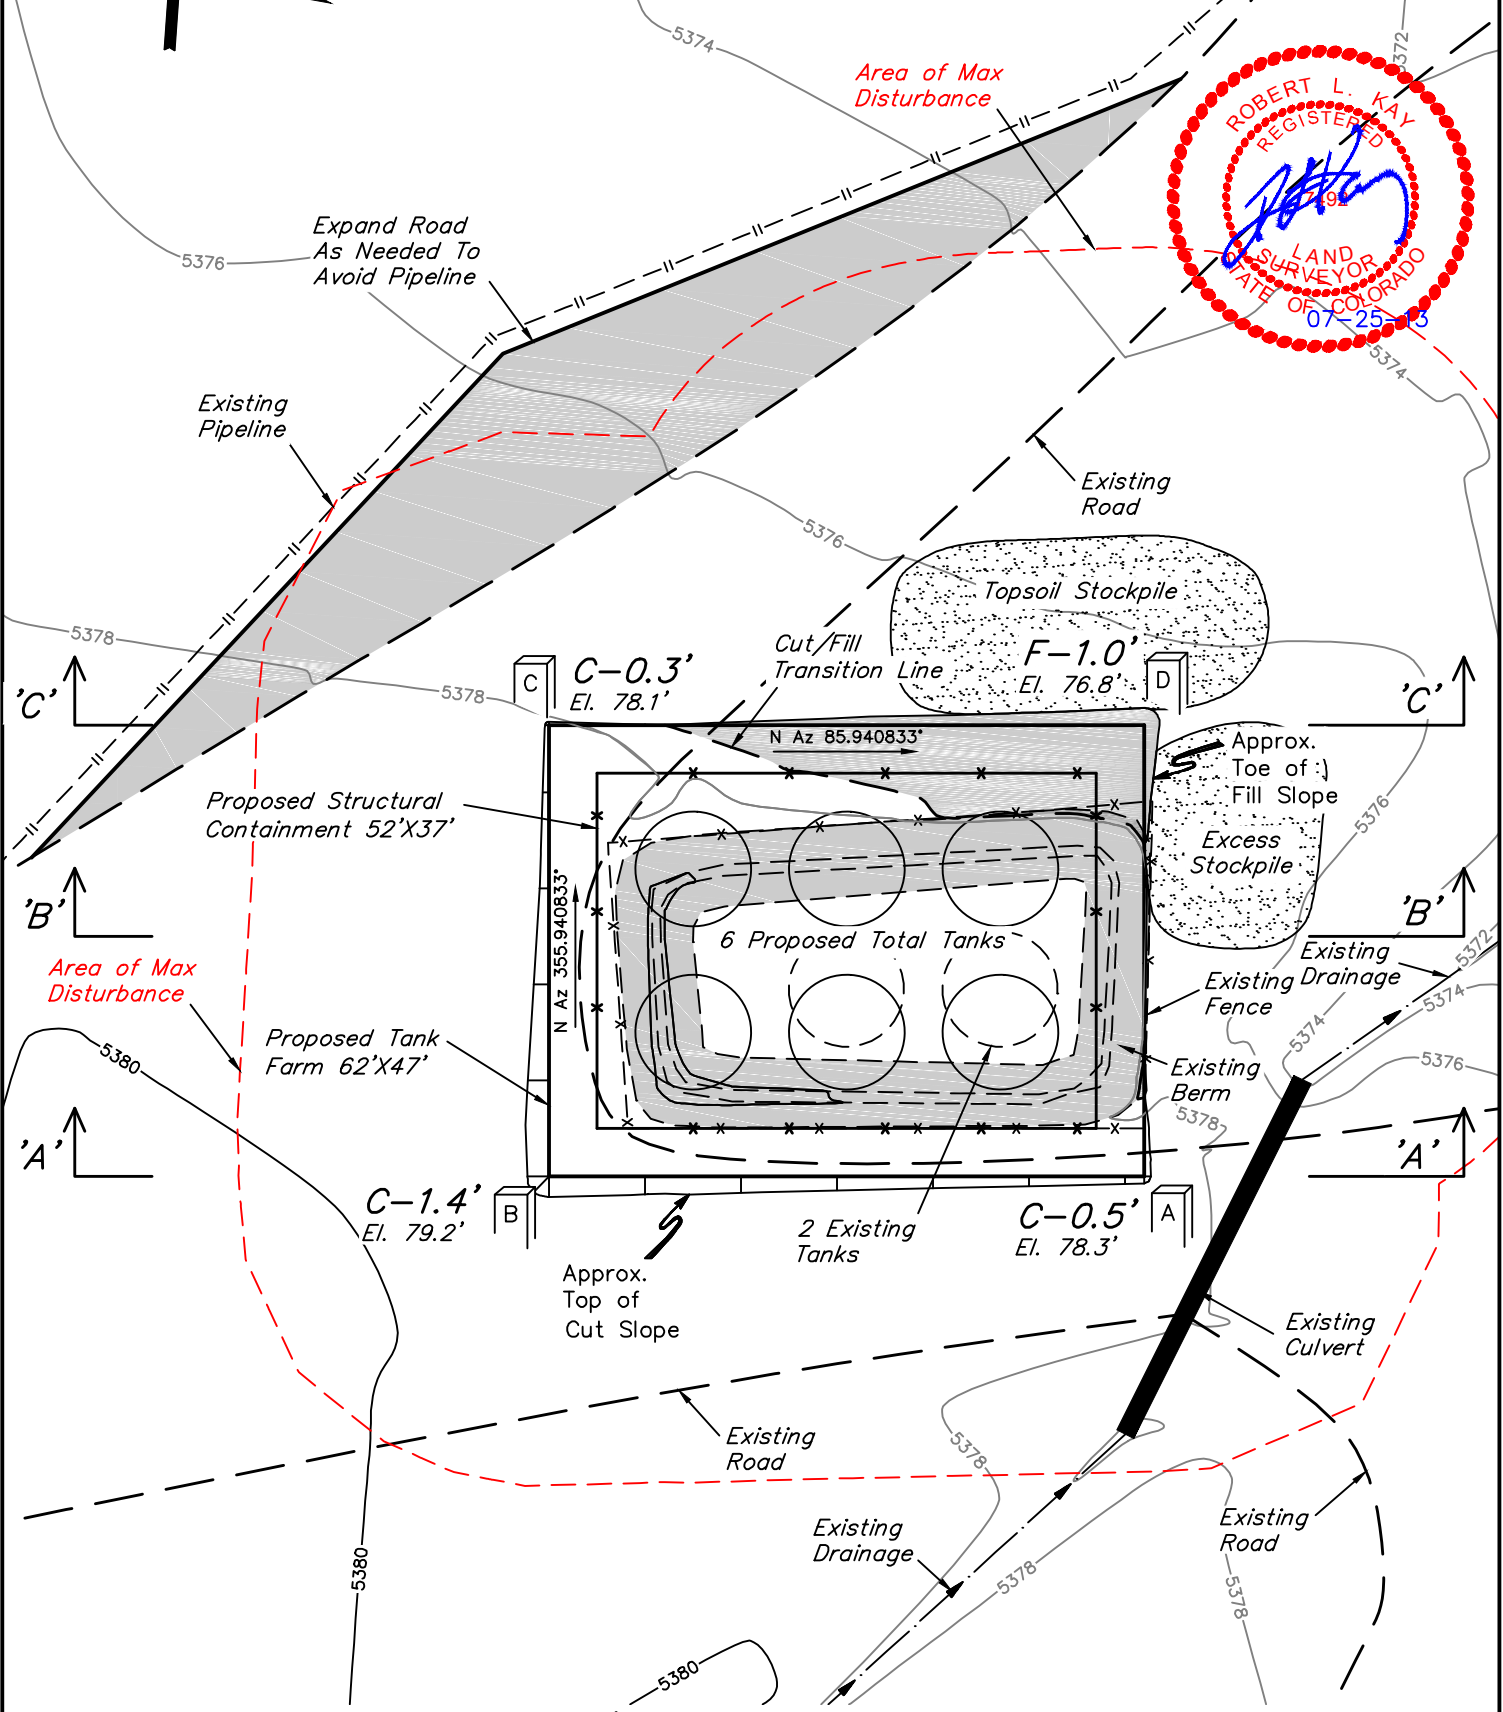 5374
5372
Area of Max
Disturbance
ROBERT L. KAY
REGISTERED
LAND
SURVEYOR
STATE OF COLORADO
07-25-13
Expand Road
As Needed To
Avoid Pipeline
5376
5374
Existing
Pipeline
Existing
Road
5376
Topsoil Stockpile
5378
Cut/Fill
Transition Line
C-0.3'
El. 78.1'
F-1.0'
El. 76.8'
C
D
5378
'C'
'C'
N Az 85.940833°
Approx.
Toe of
Fill Slope
Proposed Structural
Containment 52'X37'
5376
Excess
Stockpile
N Az 355.940833°
'B'
'B'
6 Proposed Total Tanks
Existing
Drainage
5372
Area of Max
Disturbance
Existing
Fence
5374
5374
Proposed Tank
Farm 62'X47'
5380
Existing
Berm
5376
5378
'A'
'A'
C-1.4'
El. 79.2'
B
C-0.5'
El. 78.3'
A
2 Existing
Tanks
Approx.
Top of
Cut Slope
Existing
Culvert
Existing
Road
5378
Existing
Road
Existing
Drainage
5380
5378
5378
5380